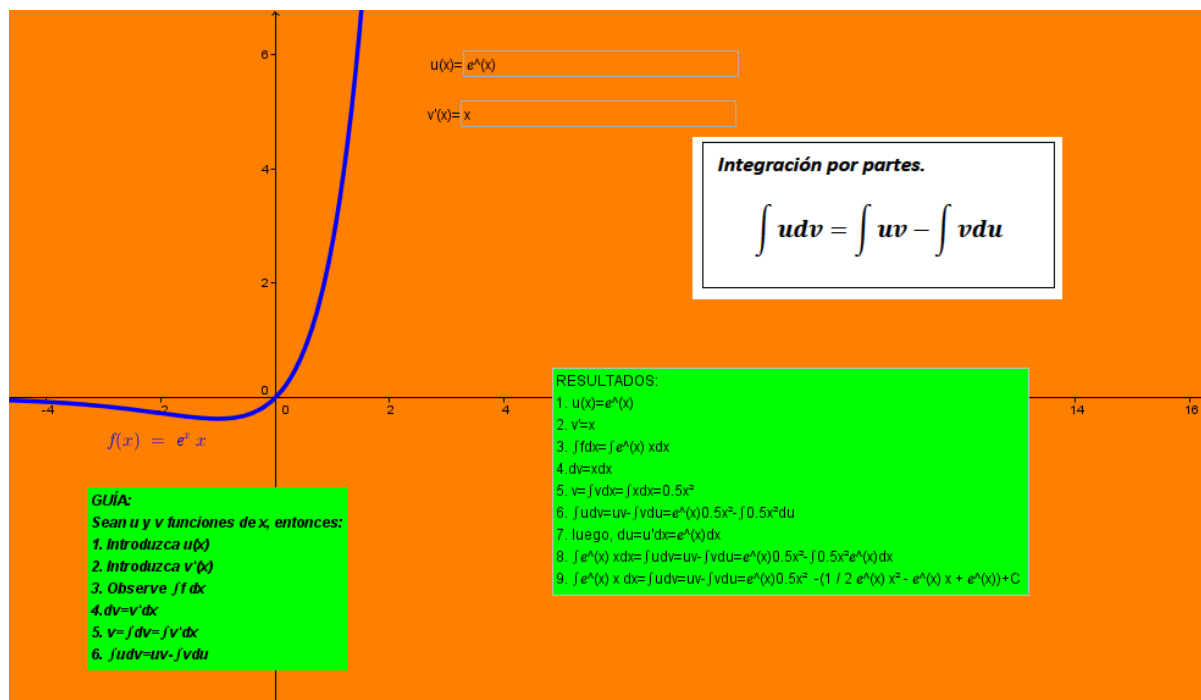 6
u(x)= e^(x)
v'(x)= x
Integración por partes.
4
∫ udv = ∫ uv − ∫ vdu
2
0
-4 -2 0 2 4 14 16
f(x) = eˣ x
RESULTADOS:
1. u(x)=e^(x)
2. v'=x
3. ∫fdx=∫e^(x) xdx
4.dv=xdx
5. v=∫vdx=∫xdx=0.5x²
6. ∫udv=uv-∫vdu=e^(x)0.5x²-∫0.5x²du
7. luego, du=u'dx=e^(x)dx
8. ∫e^(x) xdx=∫udv=uv-∫vdu=e^(x)0.5x²-∫0.5x²e^(x)dx
9. ∫e^(x) x dx=∫udv=uv-∫vdu=e^(x)0.5x² -(1 / 2 e^(x) x² - e^(x) x + e^(x))+C
GUÍA:
Sean u y v funciones de x, entonces:
1. Introduzca u(x)
2. Introduzca v'(x)
3. Observe ∫f dx
4.dv=v'dx
5. v=∫dv=∫v'dx
6. ∫udv=uv-∫vdu